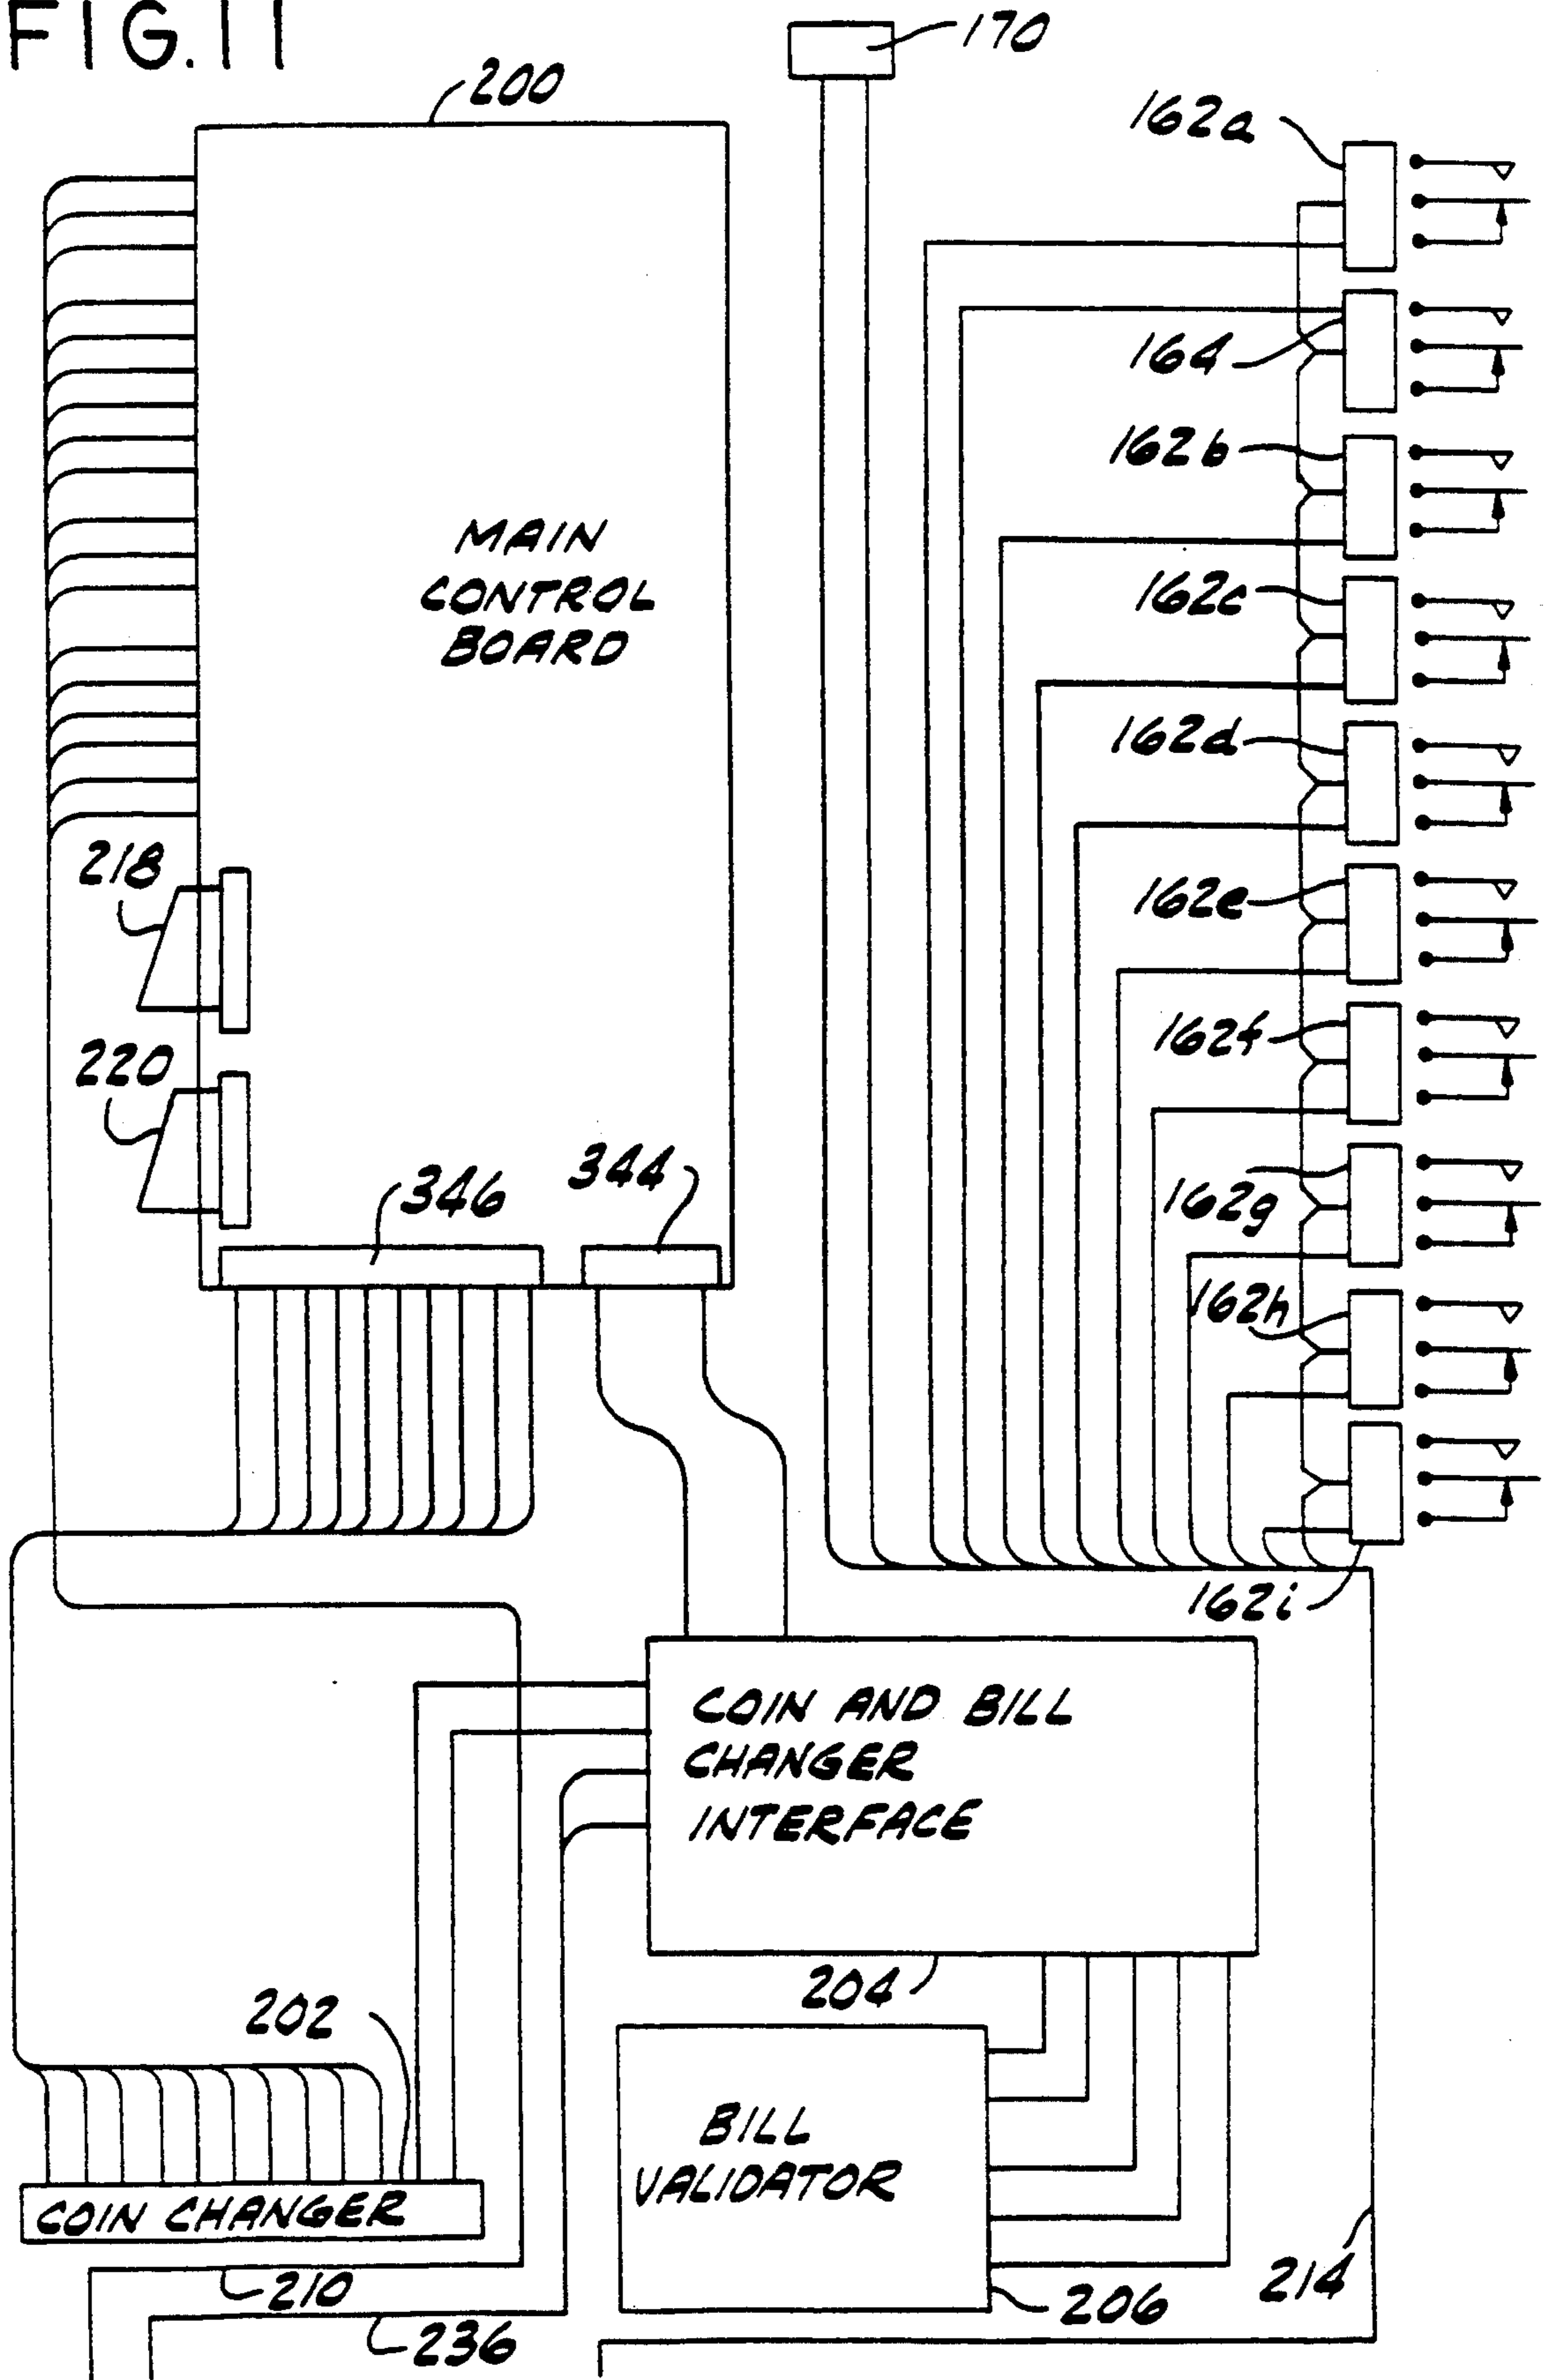 FIG. 11
170
200
162a
164
162b
MAIN
CONTROL
BOARD
162c
162d
218
162e
162f
220
346
344
162g
162h
162i
COIN AND BILL
CHANGER
INTERFACE
204
202
BILL
VALIDATOR
COIN CHANGER
214
210
206
236